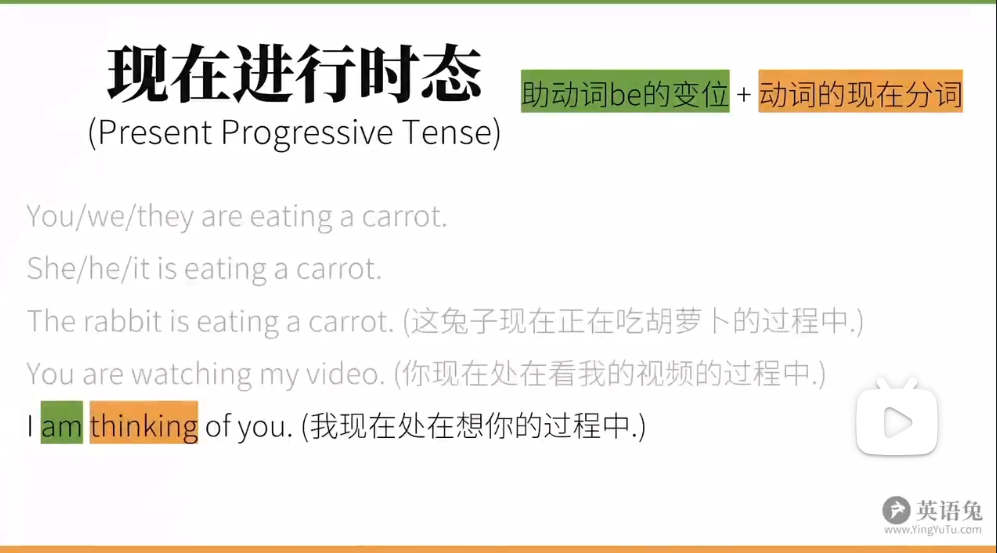 现在进行时态
(Present Progressive Tense)
助动词be的变位 + 动词的现在分词
You/we/they are eating a carrot.
She/he/it is eating a carrot.
The rabbit is eating a carrot. (这兔子现在正在吃胡萝卜的过程中.)
You are watching my video. (你现在处在看我的视频的过程中.)
I am thinking of you. (我现在处在想你的过程中.)
英语兔
www.YingYuTu.com